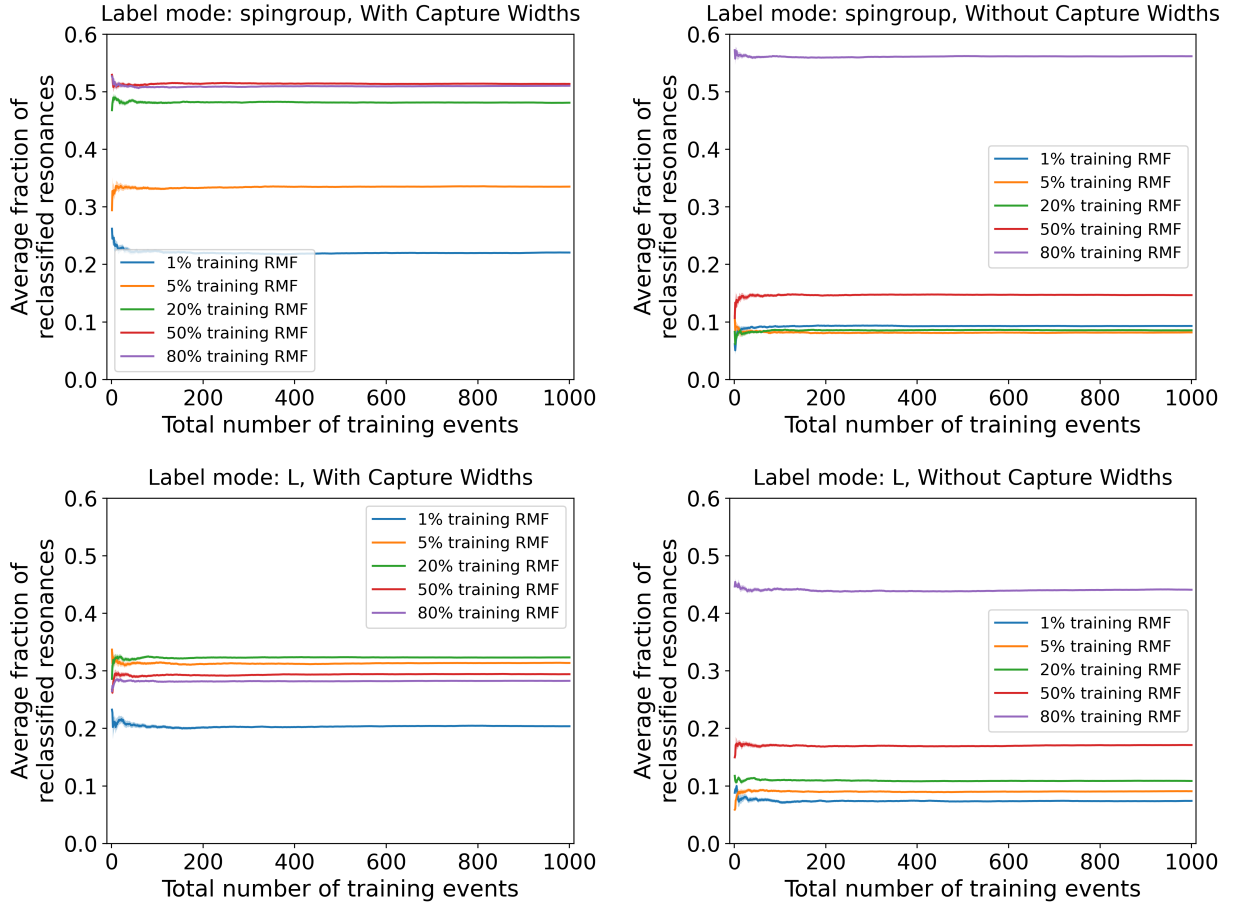 Label mode: spingroup, With Capture Widths
Average fraction of
reclassified resonances
0.6
0.5
0.4
0.3
0.2
0.1
0.0
1% training RMF
5% training RMF
20% training RMF
50% training RMF
80% training RMF
0 200 400 600 800 1000
Total number of training events
Label mode: spingroup, Without Capture Widths
Average fraction of
reclassified resonances
0.6
0.5
0.4
0.3
0.2
0.1
0.0
1% training RMF
5% training RMF
20% training RMF
50% training RMF
80% training RMF
0 200 400 600 800 1000
Total number of training events
Label mode: L, With Capture Widths
Average fraction of
reclassified resonances
0.6
0.5
0.4
0.3
0.2
0.1
0.0
1% training RMF
5% training RMF
20% training RMF
50% training RMF
80% training RMF
0 200 400 600 800 1000
Total number of training events
Label mode: L, Without Capture Widths
Average fraction of
reclassified resonances
0.6
0.5
0.4
0.3
0.2
0.1
0.0
1% training RMF
5% training RMF
20% training RMF
50% training RMF
80% training RMF
0 200 400 600 800 1000
Total number of training events